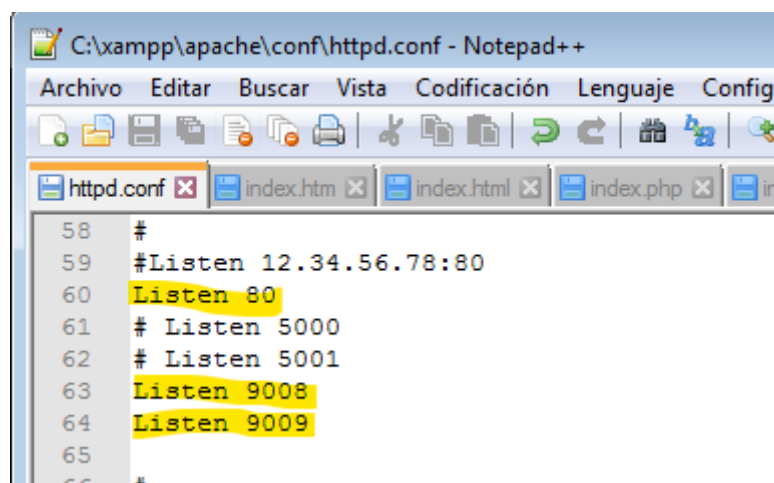 C:\xampp\apache\conf\httpd.conf - Notepad++
Archivo Editar Buscar Vista Codificación Lenguaje Config
httpd.conf index.htm index.html index.php
58 #
59 #Listen 12.34.56.78:80
60 Listen 80
61 # Listen 5000
62 # Listen 5001
63 Listen 9008
64 Listen 9009
65